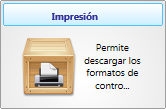 Impresión
Permite
descargar los
formatos de
contro...